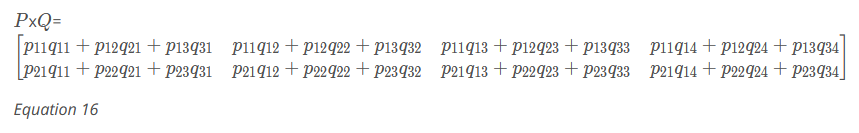 PxQ=
[p11q11 + p12q21 + p13q31 p11q12 + p12q22 + p13q32 p11q13 + p12q23 + p13q33 p11q14 + p12q24 + p13q34]
[p21q11 + p22q21 + p23q31 p21q12 + p22q22 + p23q32 p21q13 + p22q23 + p23q33 p21q14 + p22q24 + p23q34]
Equation 16